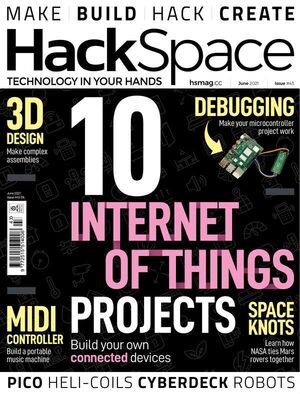 MAKE | BUILD | HACK | CREATE
HackSpace
TECHNOLOGY IN YOUR HANDS
hsmag.cc
June 2021
Issue #43
3D
DESIGN
Make complex
assemblies
DEBUGGING
Make your microcontroller
project work
10
INTERNET
OF THINGS
PROJECTS
Build your own
connected devices
June 2021
MIDI
CONTROLLER
Build a portable
music machine
SPACE
KNOTS
Learn how
NASA ties Mars
rovers together
PICO HELI-COILS CYBERDECK ROBOTS